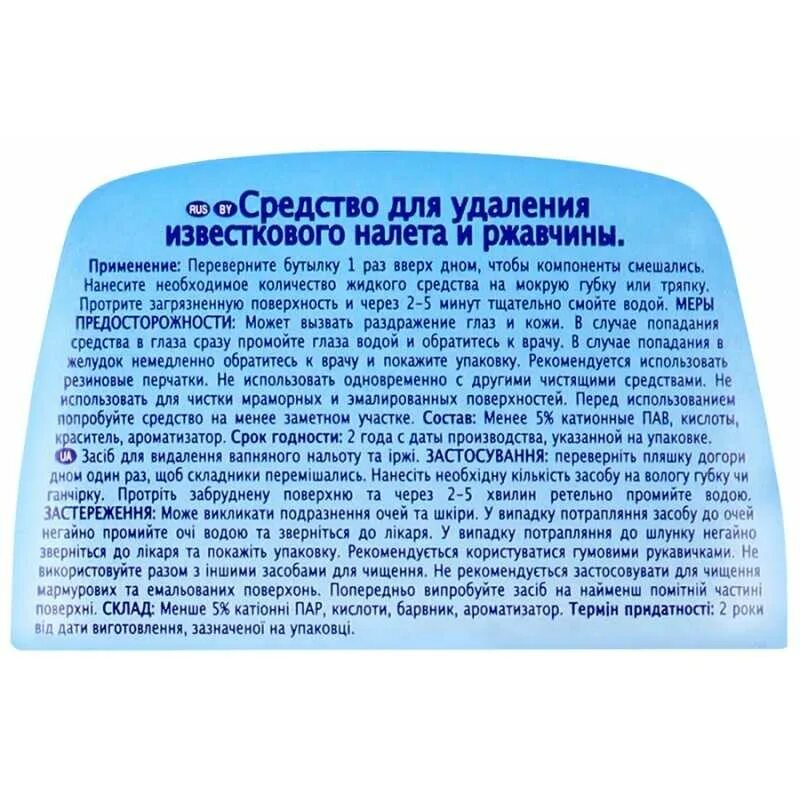 RUS BY Средство для удаления
известкового налета и ржавчины.
Применение: Переверните бутылку 1 раз вверх дном, чтобы компоненты смешались.
Нанесите необходимое количество жидкого средства на мокрую губку или тряпку.
Протрите загрязненную поверхность и через 2-5 минут тщательно смойте водой. МЕРЫ
ПРЕДОСТОРОЖНОСТИ: Может вызвать раздражение глаз и кожи. В случае попадания
средства в глаза сразу промойте глаза водой и обратитесь к врачу. В случае попадания в
желудок немедленно обратитесь к врачу и покажите упаковку. Рекомендуется использовать
резиновые перчатки. Не использовать одновременно с другими чистящими средствами. Не
использовать для чистки мраморных и эмалированных поверхностей. Перед использованием
попробуйте средство на менее заметном участке. Состав: Менее 5% катионные ПАВ, кислоты,
краситель, ароматизатор. Срок годности: 2 года с даты производства, указанной на упаковке.
UA Засіб для видалення вапняного нальоту та іржі. ЗАСТОСУВАННЯ: переверніть пляшку догори
дном один раз, щоб складники перемішались. Нанесіть необхідну кількість засобу на вологу губку чи
ганчірку. Протріть забруднену поверхню та через 2-5 хвилин ретельно промийте водою.
ЗАСТЕРЕЖЕННЯ: Може викликати подразнення очей та шкіри. У випадку потрапляння засобу до очей
негайно промийте очі водою та зверніться до лікаря. У випадку потрапляння до шлунку негайно
зверніться до лікаря та покажіть упаковку. Рекомендується користуватися гумовими рукавичками. Не
використовуйте разом з іншими засобами для чищення. Не рекомендується застосовувати для чищення
мармурових та емальованих поверхонь. Попередньо випробуйте засіб на найменш помітній частині
поверхні. СКЛАД: Менше 5% катіонні ПАР, кислоти, барвник, ароматизатор. Термін придатності: 2 роки
від дати виготовлення, зазначеної на упаковці.